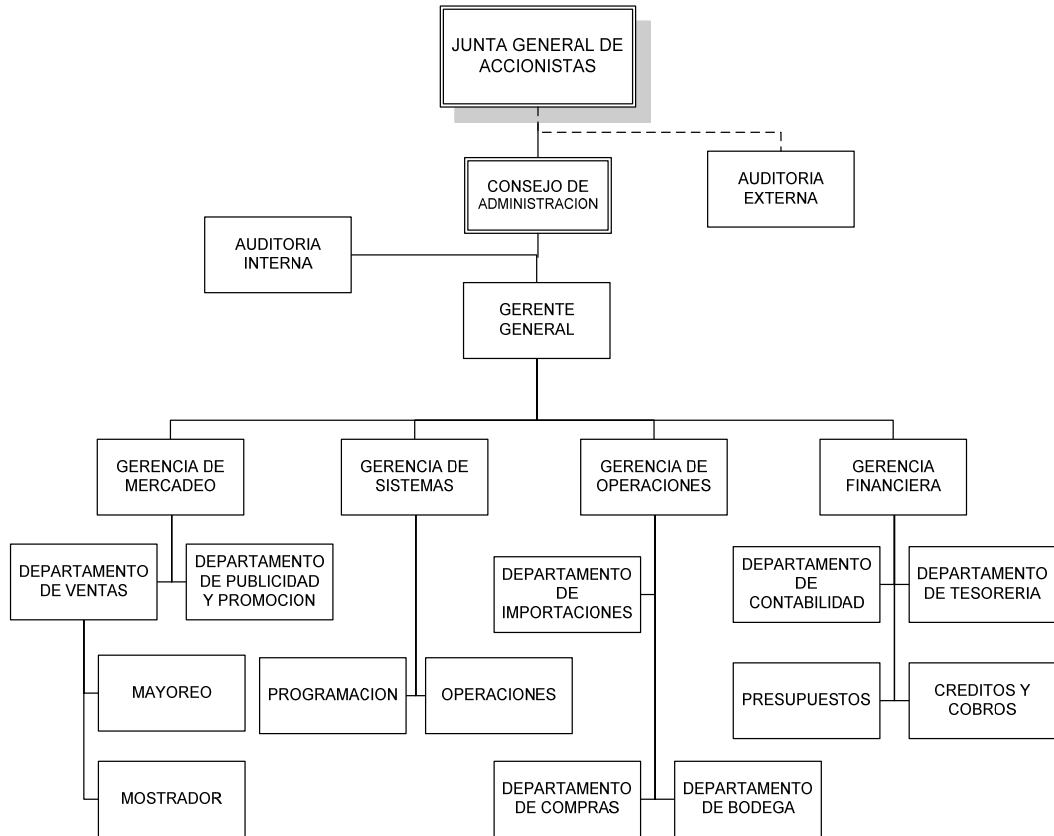 JUNTA GENERAL DE
ACCIONISTAS
CONSEJO DE
ADMINISTRACION
AUDITORIA
EXTERNA
AUDITORIA
INTERNA
GERENTE
GENERAL
GERENCIA DE
MERCADEO
GERENCIA DE
SISTEMAS
GERENCIA DE
OPERACIONES
GERENCIA
FINANCIERA
DEPARTAMENTO
DE VENTAS
DEPARTAMENTO
DE PUBLICIDAD
Y PROMOCION
DEPARTAMENTO
DE
IMPORTACIONES
DEPARTAMENTO
DE
CONTABILIDAD
DEPARTAMENTO
DE TESORERIA
MAYOREO
PROGRAMACION
OPERACIONES
PRESUPUESTOS
CREDITOS Y
COBROS
MOSTRADOR
DEPARTAMENTO
DE COMPRAS
DEPARTAMENTO
DE BODEGA